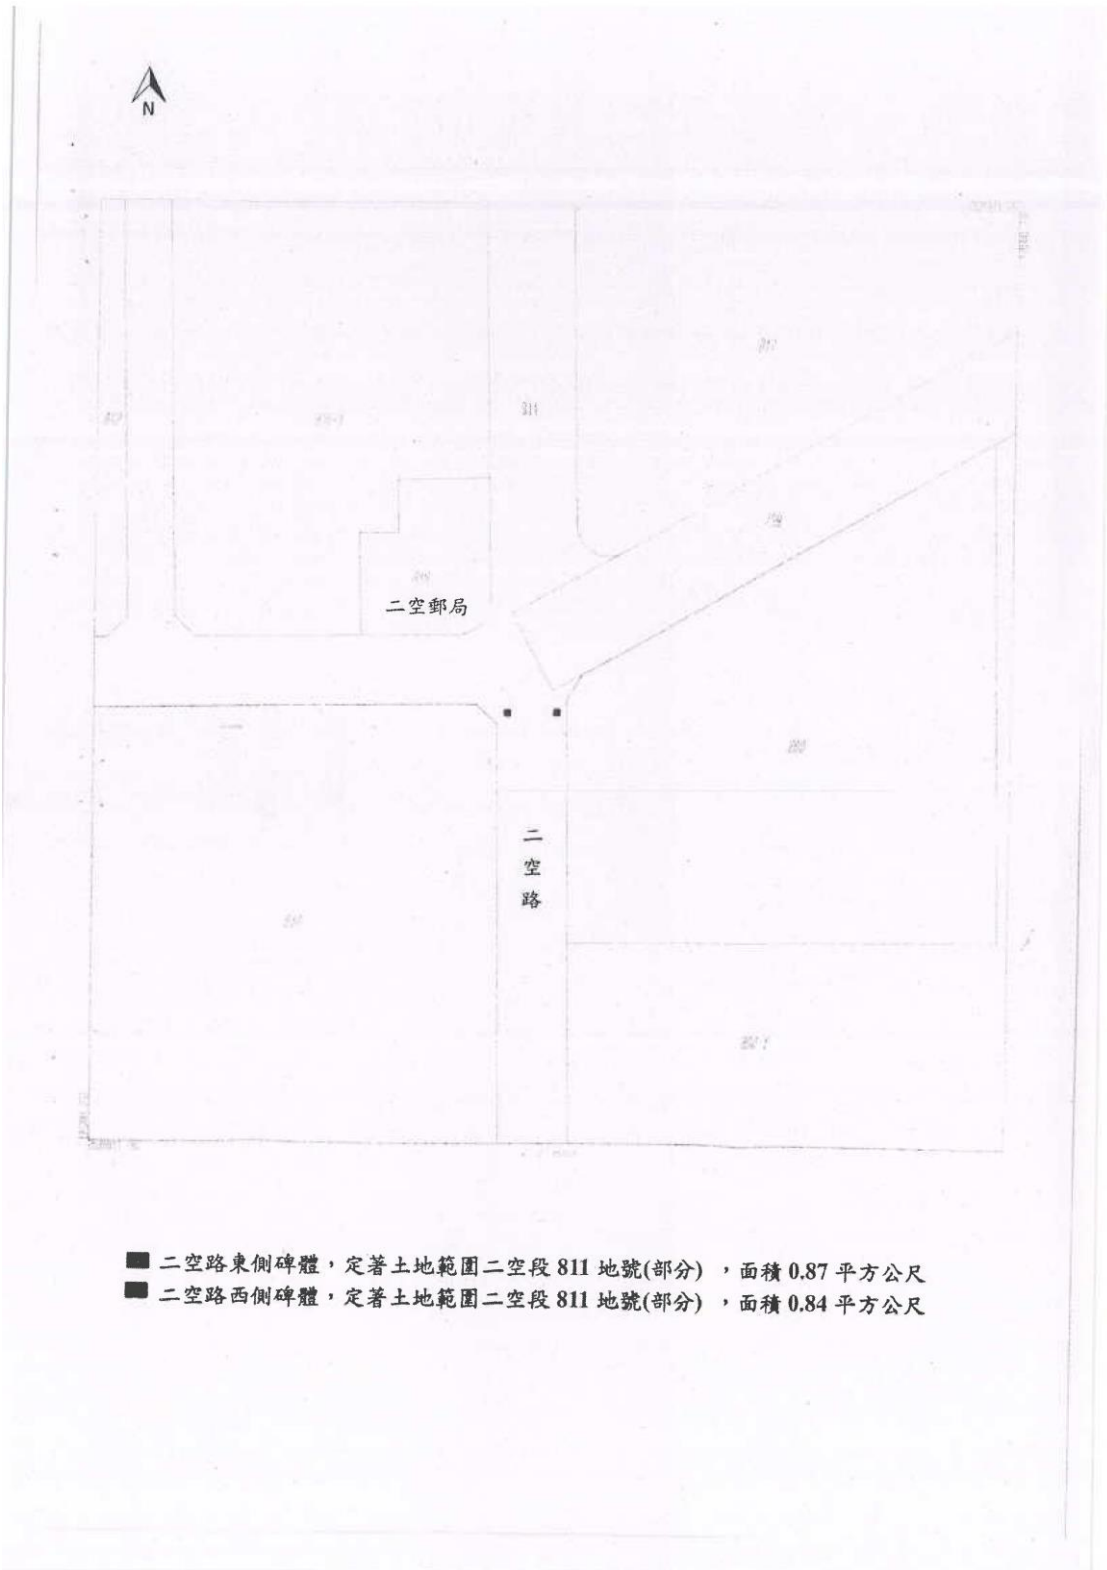 N
811
二空郵局
二空路
二空路東側碑體，定著土地範圍二空段 811 地號(部分) ，面積 0.87 平方公尺
二空路西側碑體，定著土地範圍二空段 811 地號(部分) ，面積 0.84 平方公尺